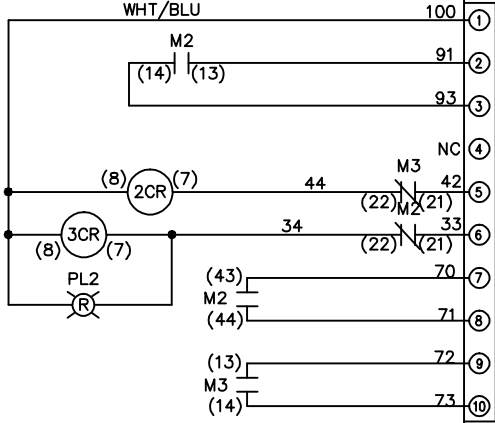 WHT/BLU 100 1
M2
91 2
(14) (13)
93 3
NC 4
M3
(8) 2CR (7) 44 42 5
(22) (21)
M2
3CR 34 33 6
(8) (7) (22) (21)
PL2
R
(43) 70 7
M2
(44) 71 8
(13) 72 9
M3
(14) 73 10